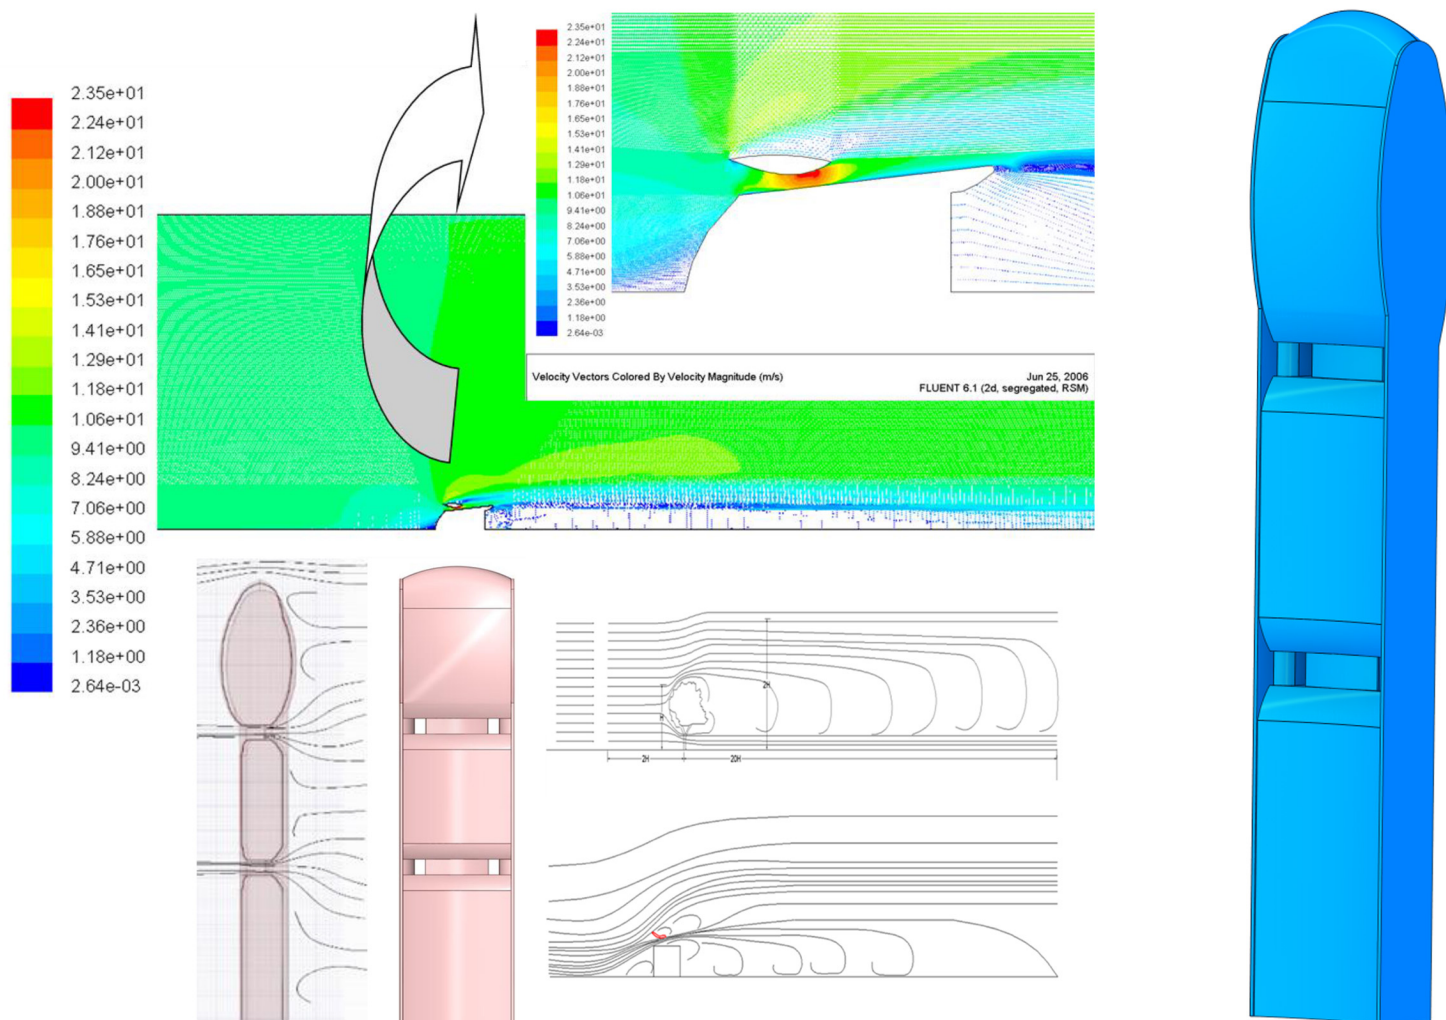 2.35e+01
2.24e+01
2.12e+01
2.00e+01
1.88e+01
1.76e+01
1.65e+01
1.53e+01
1.41e+01
1.29e+01
1.18e+01
1.06e+01
9.41e+00
8.24e+00
7.06e+00
5.88e+00
4.71e+00
3.53e+00
2.36e+00
1.18e+00
2.64e-03
2.35e+01
2.24e+01
2.12e+01
2.00e+01
1.88e+01
1.76e+01
1.65e+01
1.53e+01
1.41e+01
1.29e+01
1.18e+01
1.06e+01
9.41e+00
8.24e+00
7.06e+00
5.88e+00
4.71e+00
3.53e+00
2.36e+00
1.18e+00
2.64e-03
Velocity Vectors Colored By Velocity Magnitude (m/s)
Jun 25, 2006
FLUENT 6.1 (2d, segregated, RSM)
2H
H
2H
20H